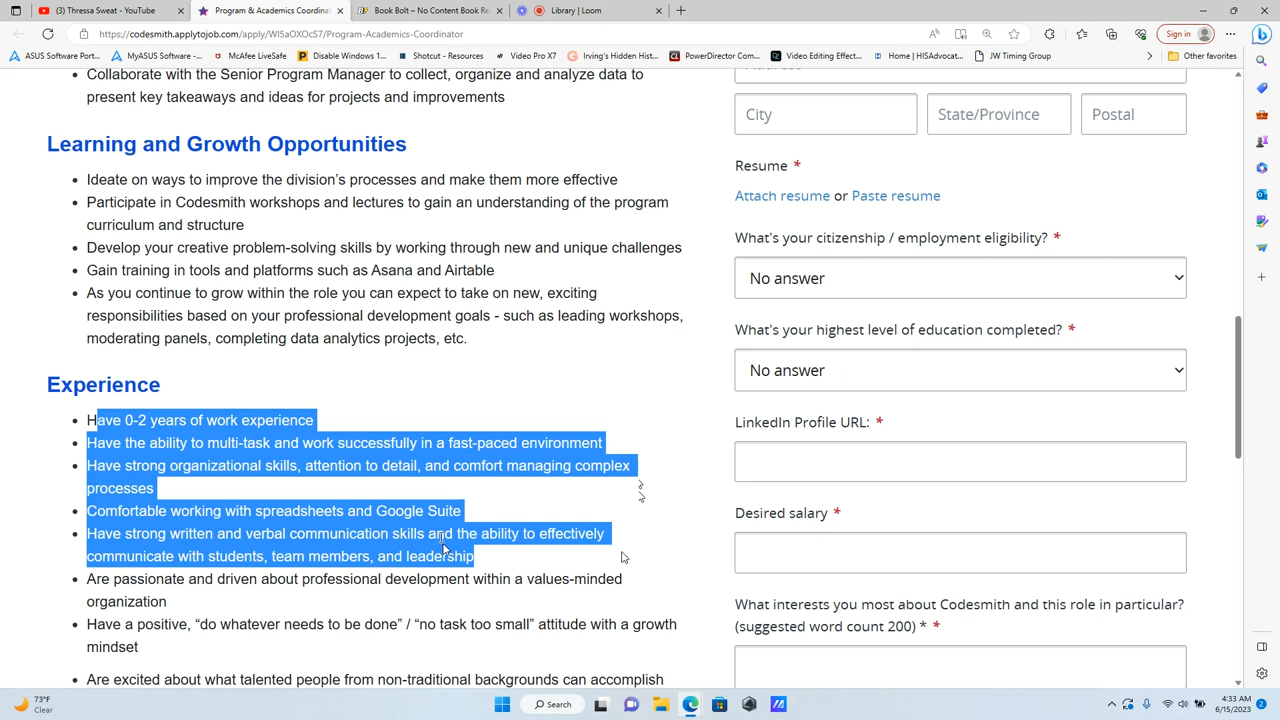 (3) Thressa Sweat - YouTube
Program & Academics Coordinat
Book Bolt – No Content Book Re
Library | Loom
https://codesmith.applytojob.com/apply/WI5aOXOcS7/Program-Academics-Coordinator
Sign in
ASUS Software Port...
MyASUS Software -...
McAfee LiveSafe
Disable Windows 1...
Shotcut - Resources
Video Pro X7
Irving's Hidden Hist...
PowerDirector Com...
Video Editing Effect...
Home | HISAdvocat...
JW Timing Group
Other favorites
Collaborate with the Senior Program Manager to collect, organize and analyze data to
present key takeaways and ideas for projects and improvements
Learning and Growth Opportunities
Ideate on ways to improve the division's processes and make them more effective
Participate in Codesmith workshops and lectures to gain an understanding of the program
curriculum and structure
Develop your creative problem-solving skills by working through new and unique challenges
Gain training in tools and platforms such as Asana and Airtable
As you continue to grow within the role you can expect to take on new, exciting
responsibilities based on your professional development goals - such as leading workshops,
moderating panels, completing data analytics projects, etc.
Experience
Have 0-2 years of work experience
Have the ability to multi-task and work successfully in a fast-paced environment
Have strong organizational skills, attention to detail, and comfort managing complex
processes
Comfortable working with spreadsheets and Google Suite
Have strong written and verbal communication skills and the ability to effectively
communicate with students, team members, and leadership
Are passionate and driven about professional development within a values-minded
organization
Have a positive, “do whatever needs to be done” / “no task too small” attitude with a growth
mindset
Are excited about what talented people from non-traditional backgrounds can accomplish
City
State/Province
Postal
Resume *
Attach resume or Paste resume
What's your citizenship / employment eligibility? *
No answer
What's your highest level of education completed? *
No answer
LinkedIn Profile URL: *
Desired salary *
What interests you most about Codesmith and this role in particular?
(suggested word count 200) * *
73°F
Clear
Search
4:33 AM
6/15/2023
2